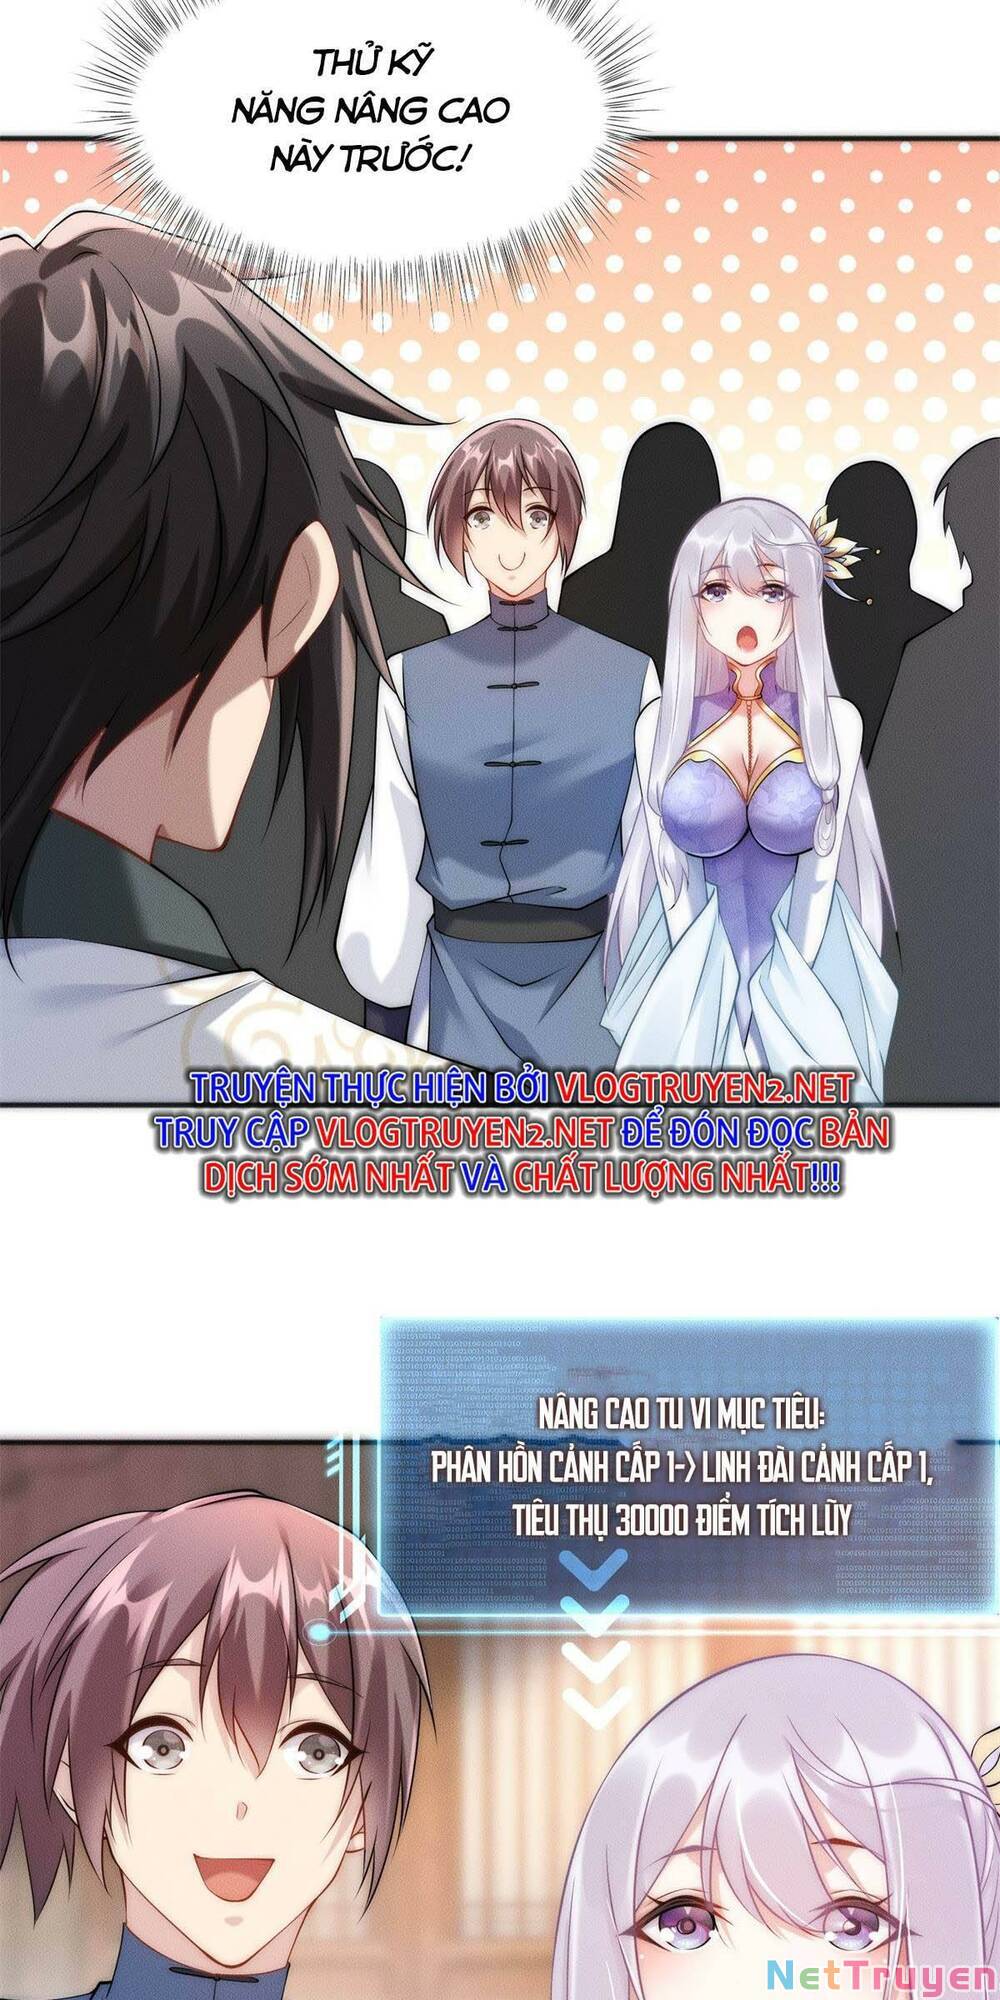 THỬ KỸ
NĂNG NÂNG CAO
NÀY TRƯỚC!
TRUYỆN THỰC HIỆN BỞI VLOGTRUYEN2.NET
TRUY CẬP VLOGTRUYEN2.NET ĐỂ ĐÓN ĐỌC BẢN
DỊCH SỚM NHẤT VÀ CHẤT LƯỢNG NHẤT!!!
NÂNG CAO TU VI MỤC TIÊU:
PHÂN HỒN CẢNH CẤP 1-> LINH ĐÀI CẢNH CẤP 1,
TIÊU THỤ 30000 ĐIỂM TÍCH LŨY
NetTruyen